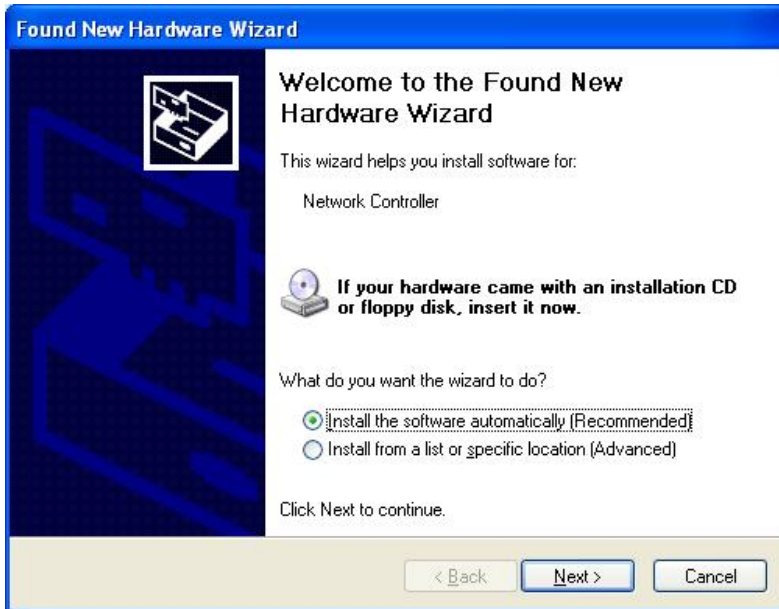 Found New Hardware Wizard
Welcome to the Found New
Hardware Wizard
This wizard helps you install software for:
Network Controller
If your hardware came with an installation CD
or floppy disk, insert it now.
What do you want the wizard to do?
Install the software automatically (Recommended)
Install from a list or specific location (Advanced)
Click Next to continue.
< Back Next > Cancel